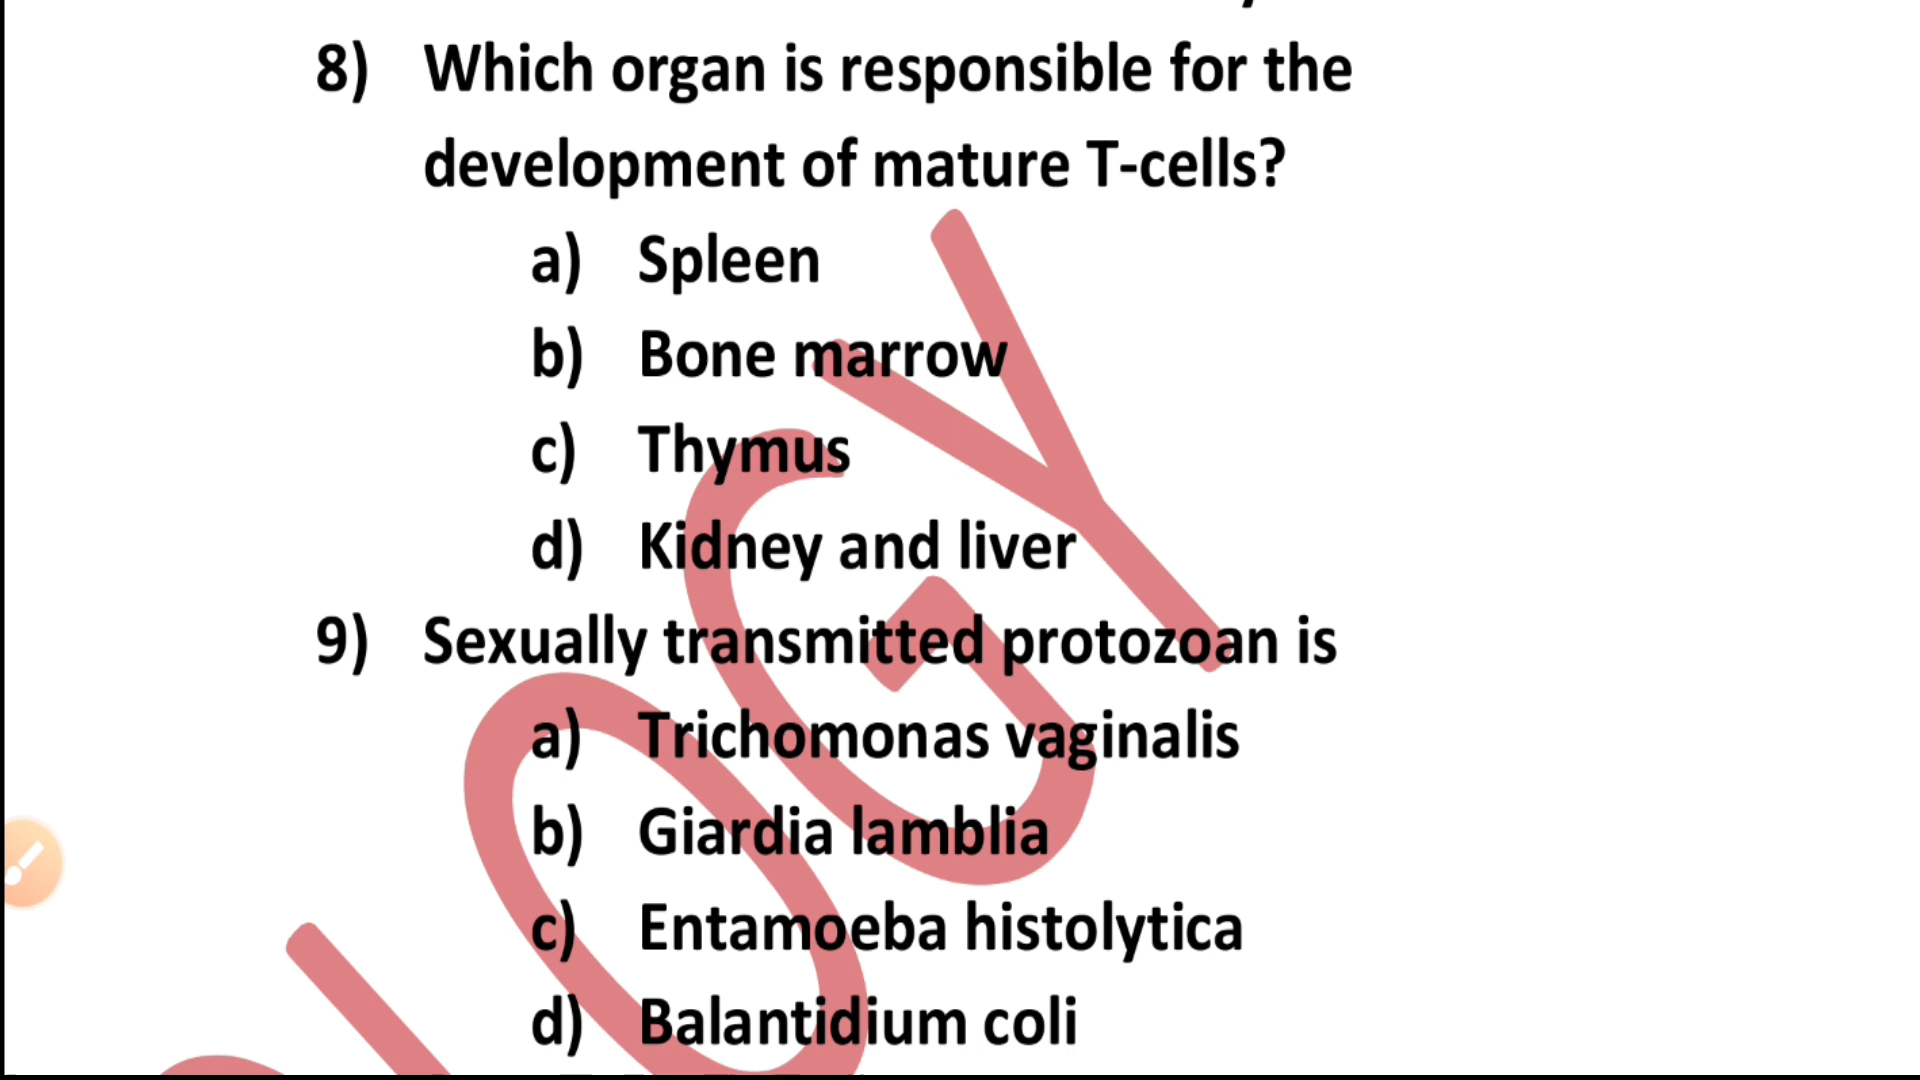 8) Which organ is responsible for the
development of mature T-cells?
a) Spleen
b) Bone marrow
c) Thymus
d) Kidney and liver
9) Sexually transmitted protozoan is
a) Trichomonas vaginalis
b) Giardia lamblia
c) Entamoeba histolytica
d) Balantidium coli
OGY